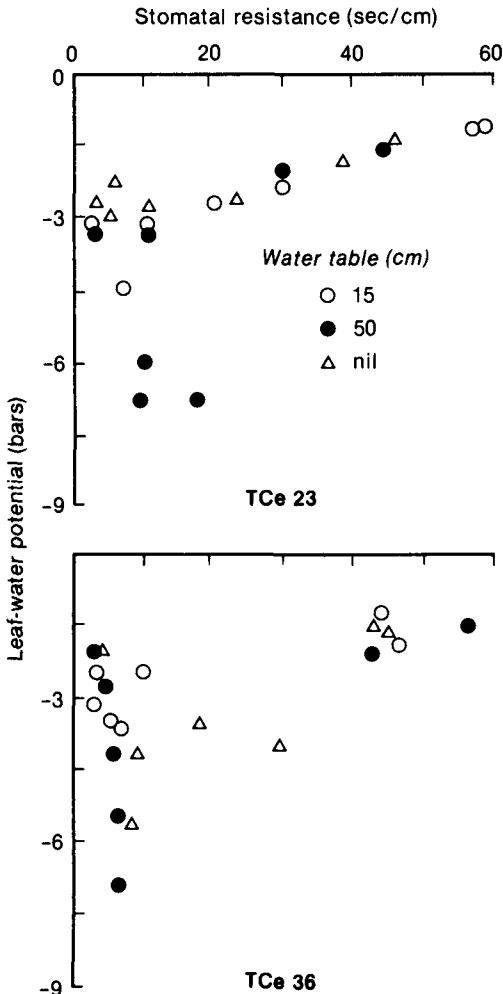 Stomatal resistance (sec/cm)
0 20 40 60
0
-3
-6
-9
Water table (cm)
15
50
nil
TCe 23
Leaf-water potential (bars)
-3
-6
-9
TCe 36